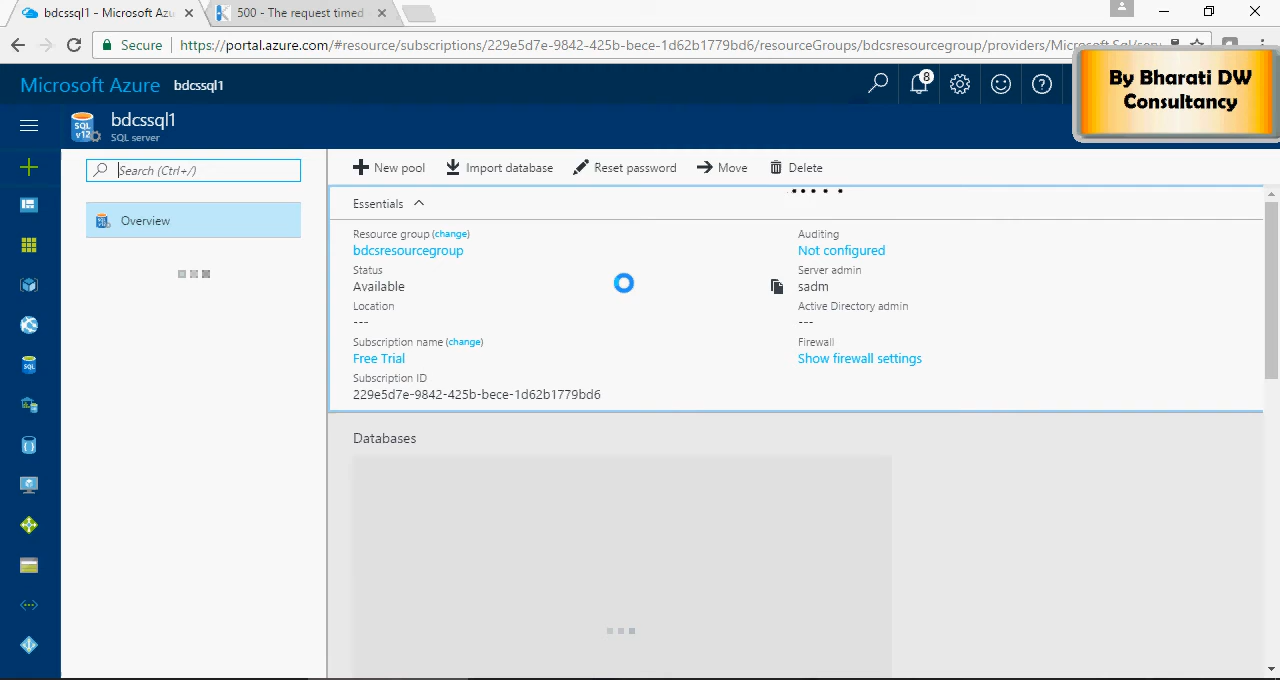 bdcssql1 - Microsoft Azu
500 - The request timed
Secure
https://portal.azure.com/#resource/subscriptions/229e5d7e-9842-425b-bece-1d62b1779bd6/resourceGroups/bdcsresourcegroup/providers/Microsoft.Sql/serv
By Bharati DW
Consultancy
Microsoft Azure
bdcssql1
8
bdcssql1
SQL server
SQL
v12
Search (Ctrl+/)
New pool
Import database
Reset password
Move
Delete
Overview
Essentials
Resource group (change)
bdcsresourcegroup
Status
Available
Location
---
Subscription name (change)
Free Trial
Subscription ID
229e5d7e-9842-425b-bece-1d62b1779bd6
Auditing
Not configured
Server admin
sadm
Active Directory admin
---
Firewall
Show firewall settings
SQL
Databases